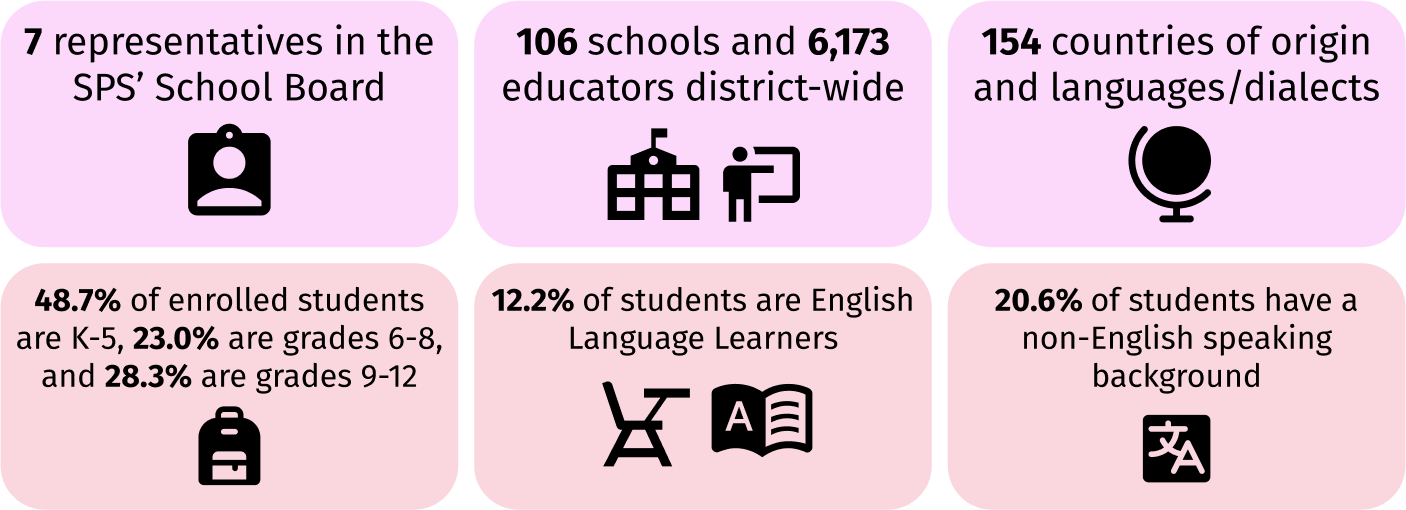 7 representatives in the
SPS’ School Board
106 schools and 6,173
educators district-wide
154 countries of origin
and languages/dialects
48.7% of enrolled students
are K-5, 23.0% are grades 6-8,
and 28.3% are grades 9-12
12.2% of students are English
Language Learners
A
20.6% of students have a
non-English speaking
background
文A